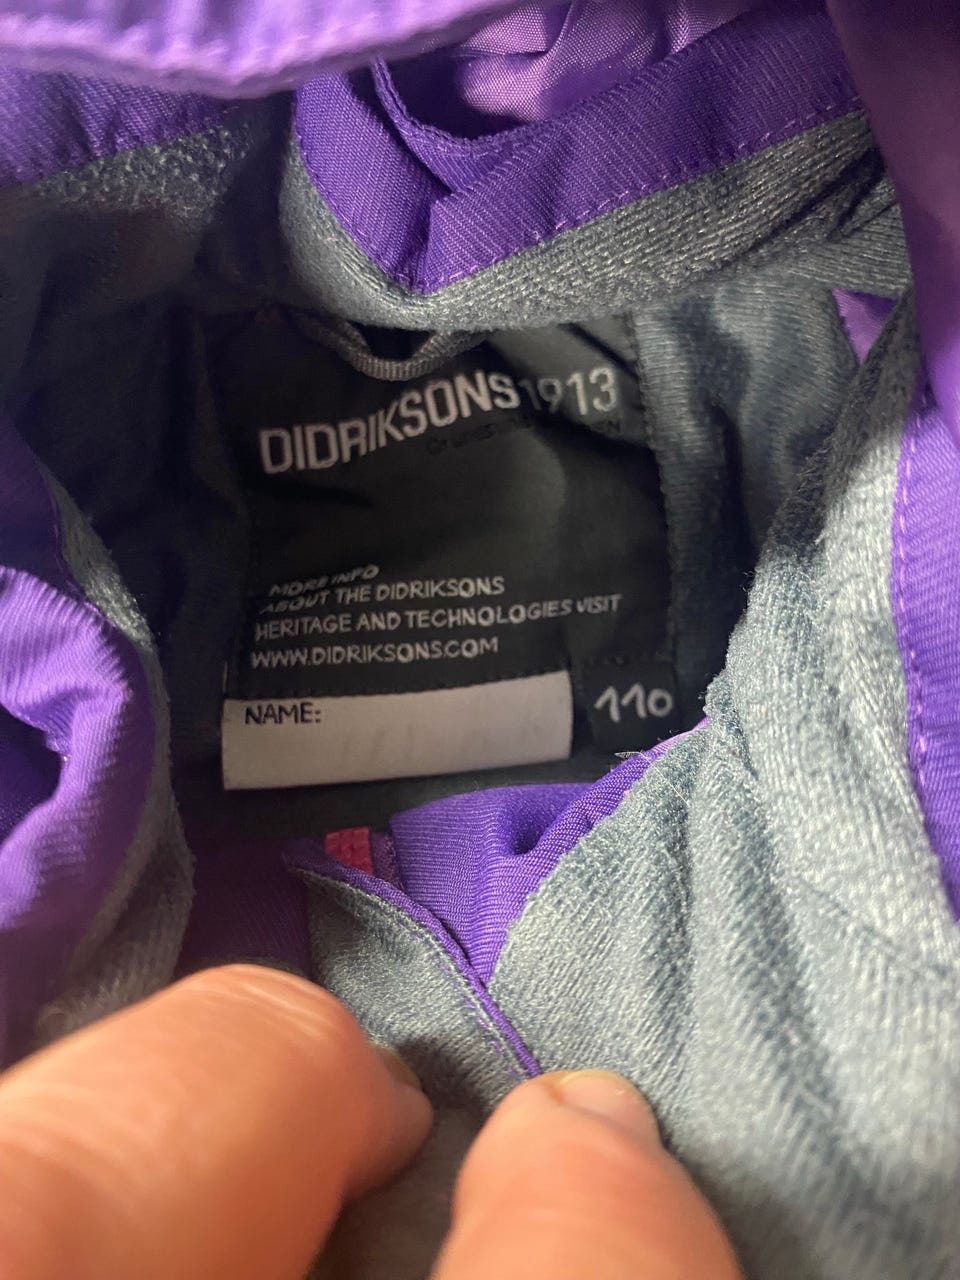 DIDRIKSONS1913
MORE INFO
ABOUT THE DIDRIKSONS
HERITAGE AND TECHNOLOGIES VISIT
WWW.DIDRIKSONS.COM
NAME:
110